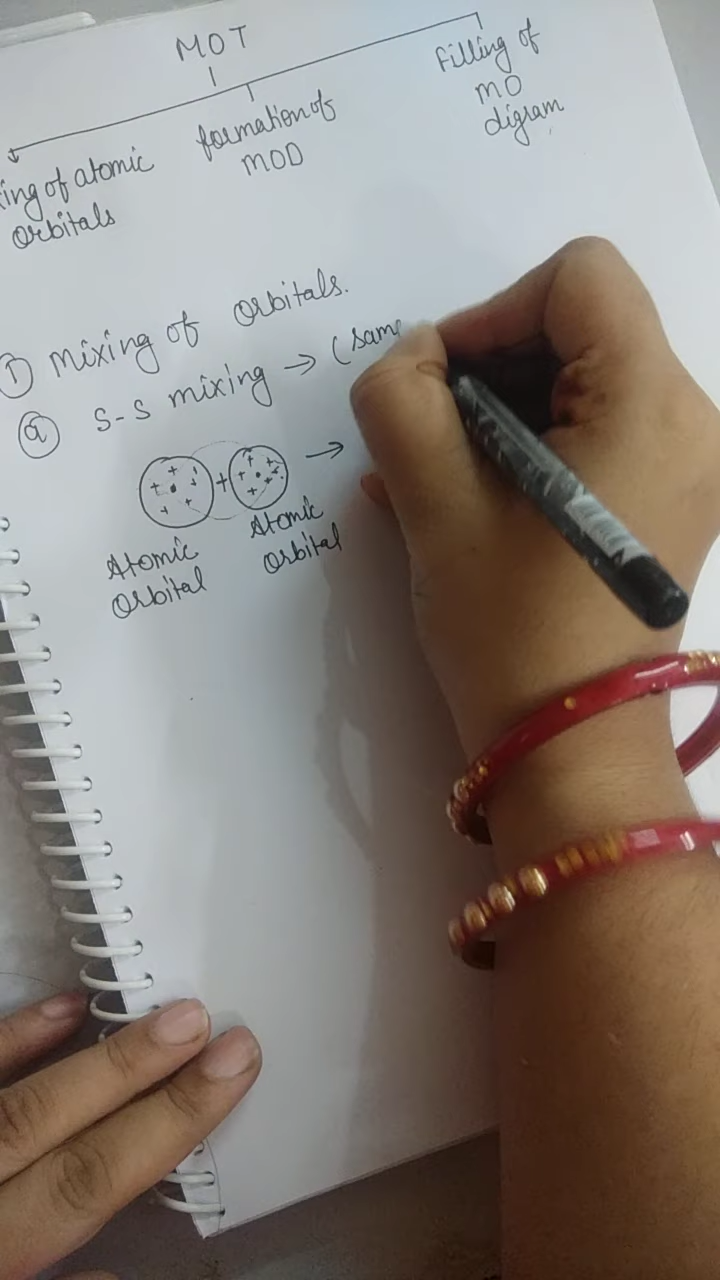 MOT
ing of atomic
orbitals
formation of
MOD
Filling of
MO
digram
① Mixing of orbitals.
ⓐ S-S mixing → (same
+ →
Atomic
Orbital
Atomic
Orbital